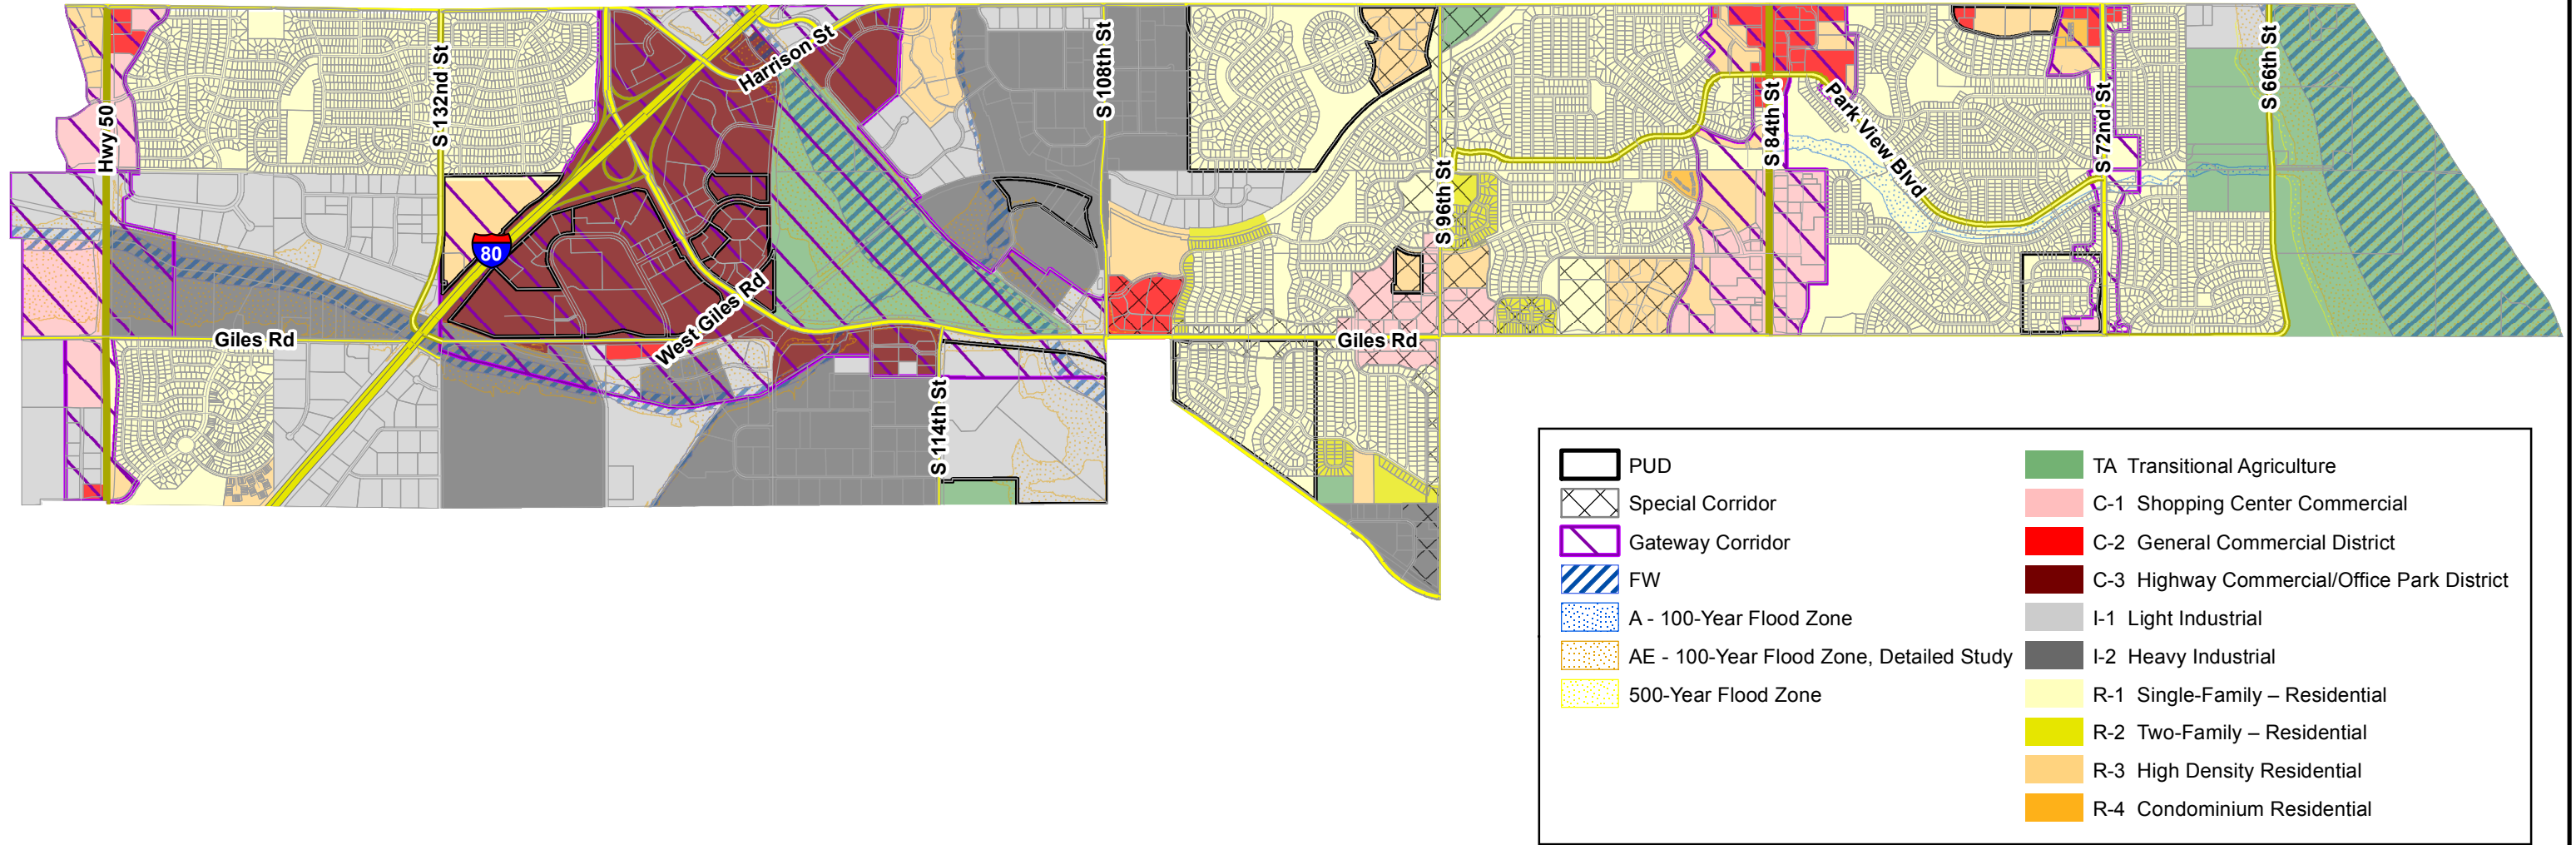 Hwy 50
S 132nd St
Harrison St
S 108th St
S 96th St
S 84th St
Park View Blvd
S 72nd St
S 66th St
80
West Giles Rd
Giles Rd
Giles Rd
S 114th St
PUD
Special Corridor
Gateway Corridor
FW
A - 100-Year Flood Zone
AE - 100-Year Flood Zone, Detailed Study
500-Year Flood Zone
TA Transitional Agriculture
C-1 Shopping Center Commercial
C-2 General Commercial District
C-3 Highway Commercial/Office Park District
I-1 Light Industrial
I-2 Heavy Industrial
R-1 Single-Family – Residential
R-2 Two-Family – Residential
R-3 High Density Residential
R-4 Condominium Residential